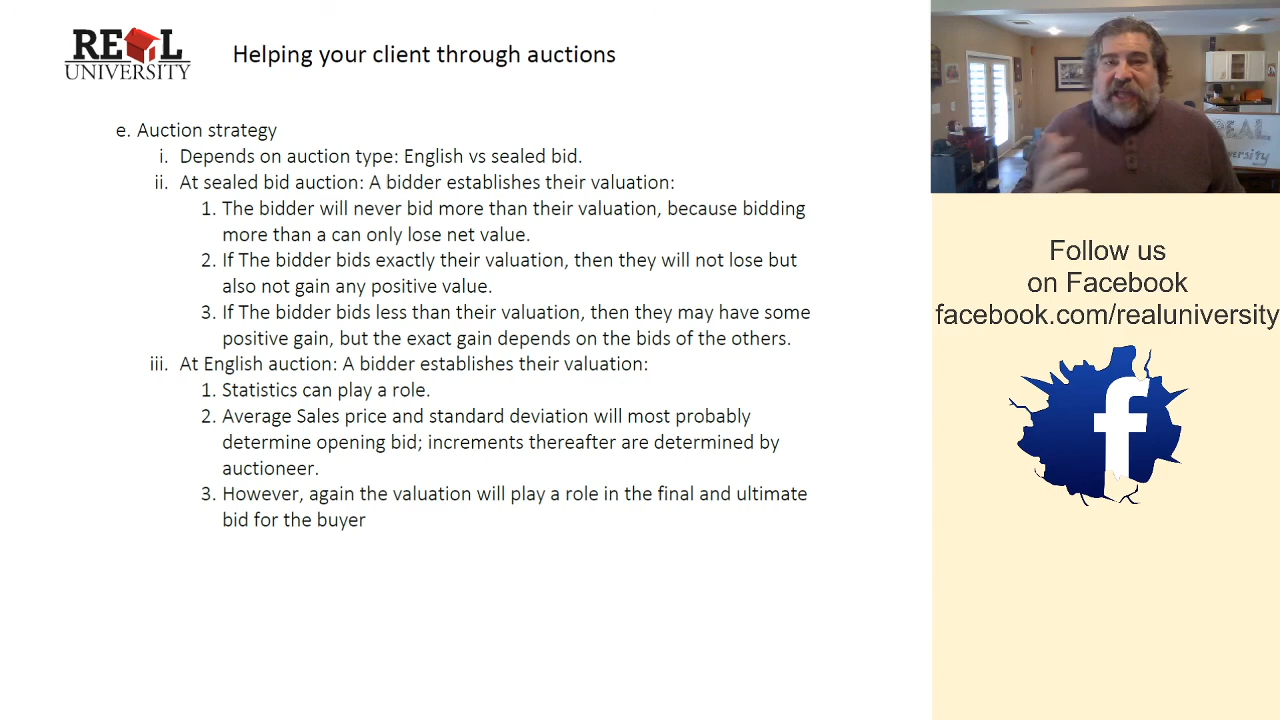 REAL
UNIVERSITY
Helping your client through auctions
e. Auction strategy
i. Depends on auction type: English vs sealed bid.
ii. At sealed bid auction: A bidder establishes their valuation:
1. The bidder will never bid more than their valuation, because bidding
more than a can only lose net value.
2. If The bidder bids exactly their valuation, then they will not lose but
also not gain any positive value.
3. If The bidder bids less than their valuation, then they may have some
positive gain, but the exact gain depends on the bids of the others.
iii. At English auction: A bidder establishes their valuation:
1. Statistics can play a role.
2. Average Sales price and standard deviation will most probably
determine opening bid; increments thereafter are determined by
auctioneer.
3. However, again the valuation will play a role in the final and ultimate
bid for the buyer
REAL
Follow us
on Facebook
facebook.com/realuniversity
f